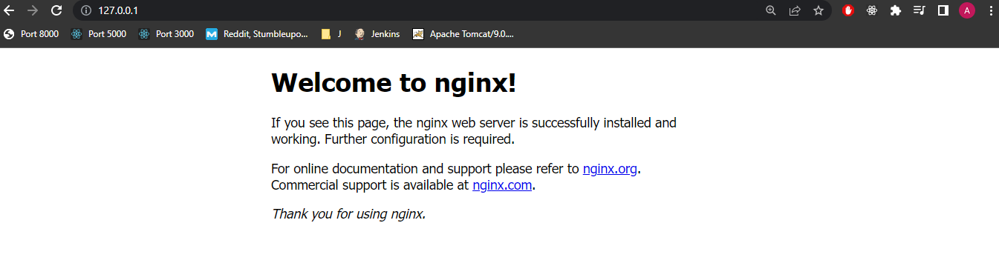 127.0.0.1
A
Port 8000 Port 5000 Port 3000 Reddit, Stumbleupo... J Jenkins Apache Tomcat/9.0....
Welcome to nginx!
If you see this page, the nginx web server is successfully installed and
working. Further configuration is required.
For online documentation and support please refer to nginx.org.
Commercial support is available at nginx.com.
Thank you for using nginx.